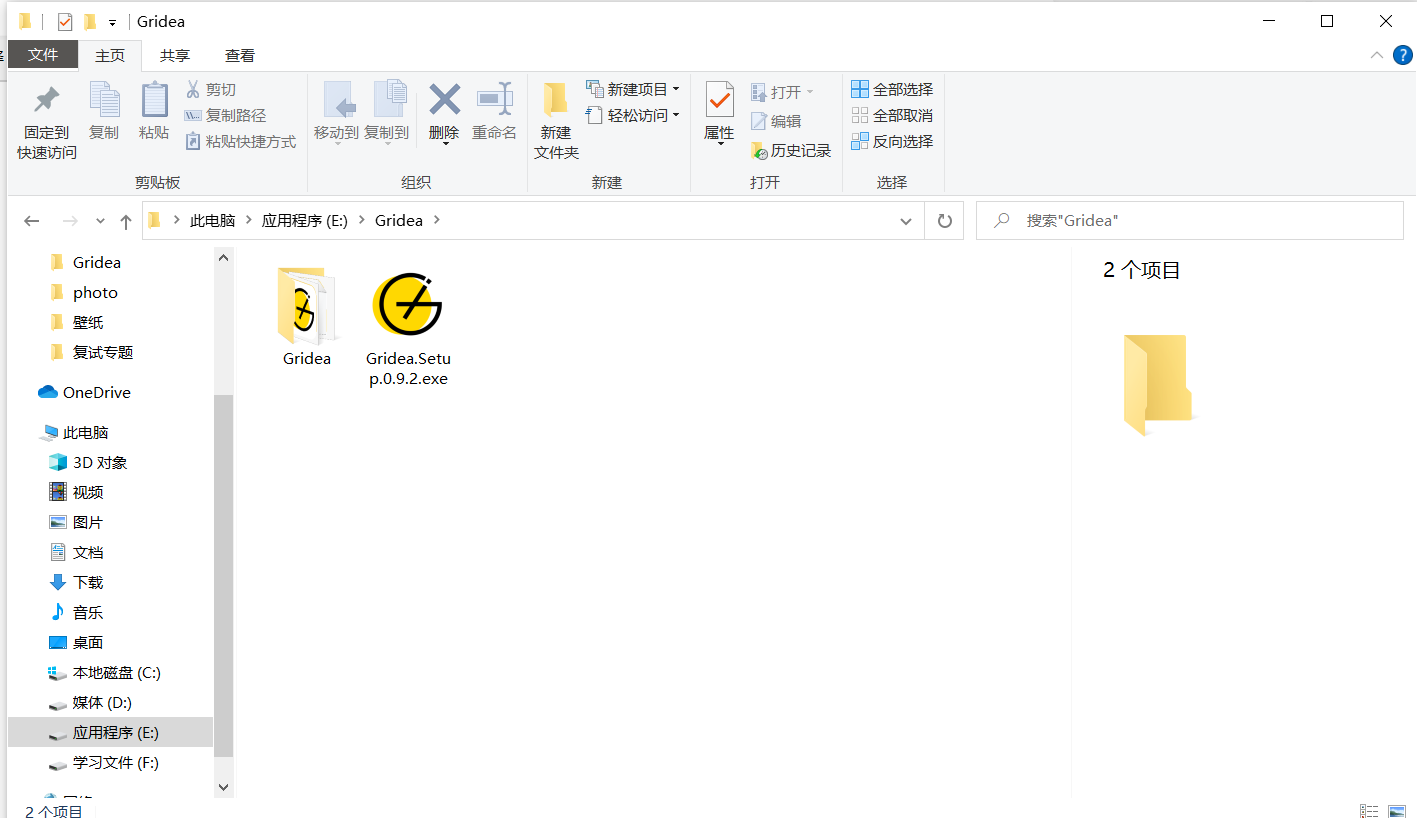 Gridea
文件
主页
共享
查看
固定到
快速访问
复制
粘贴
剪切
复制路径
粘贴快捷方式
剪贴板
移动到
复制到
删除
重命名
组织
新建
文件夹
新建项目
轻松访问
新建
属性
打开
编辑
历史记录
打开
全部选择
全部取消
反向选择
选择
此电脑
应用程序 (E:)
Gridea
搜索"Gridea"
Gridea
photo
壁纸
复试专题
OneDrive
此电脑
3D 对象
视频
图片
文档
下载
音乐
桌面
本地磁盘 (C:)
媒体 (D:)
应用程序 (E:)
学习文件 (F:)
Gridea
Gridea.Setu
p.0.9.2.exe
2 个项目
2 个项目